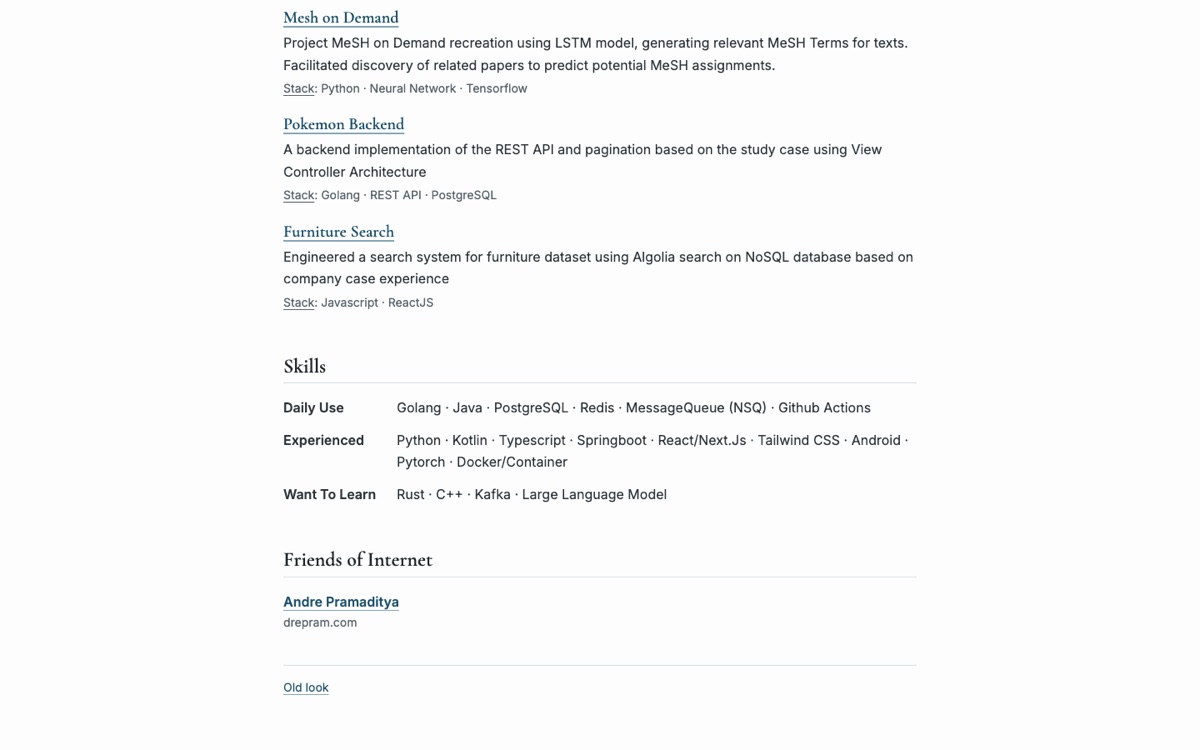 Mesh on Demand
Project MeSH on Demand recreation using LSTM model, generating relevant MeSH Terms for texts.
Facilitated discovery of related papers to predict potential MeSH assignments.
Stack: Python · Neural Network · Tensorflow
Pokemon Backend
A backend implementation of the REST API and pagination based on the study case using View
Controller Architecture
Stack: Golang · REST API · PostgreSQL
Furniture Search
Engineered a search system for furniture dataset using Algolia search on NoSQL database based on
company case experience
Stack: Javascript · ReactJS
Skills
Daily Use Golang · Java · PostgreSQL · Redis · MessageQueue (NSQ) · Github Actions
Experienced Python · Kotlin · Typescript · Springboot · React/Next.Js · Tailwind CSS · Android ·
Pytorch · Docker/Container
Want To Learn Rust · C++ · Kafka · Large Language Model
Friends of Internet
Andre Pramaditya
drepram.com
Old look